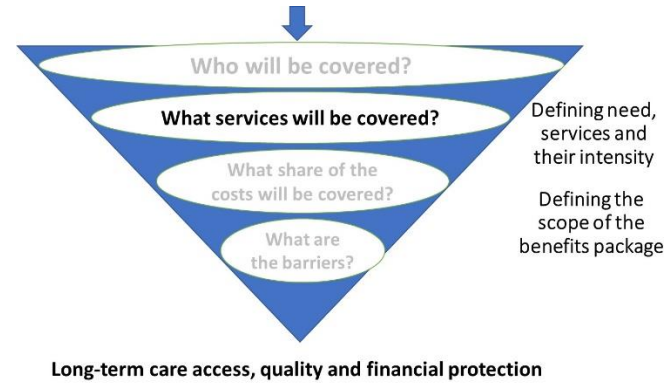 Who will be covered?
What services will be covered?
What share of the
costs will be covered?
What are
the barriers?
Defining need,
services and
their intensity
Defining the
scope of the
benefits package
Long-term care access, quality and financial protection